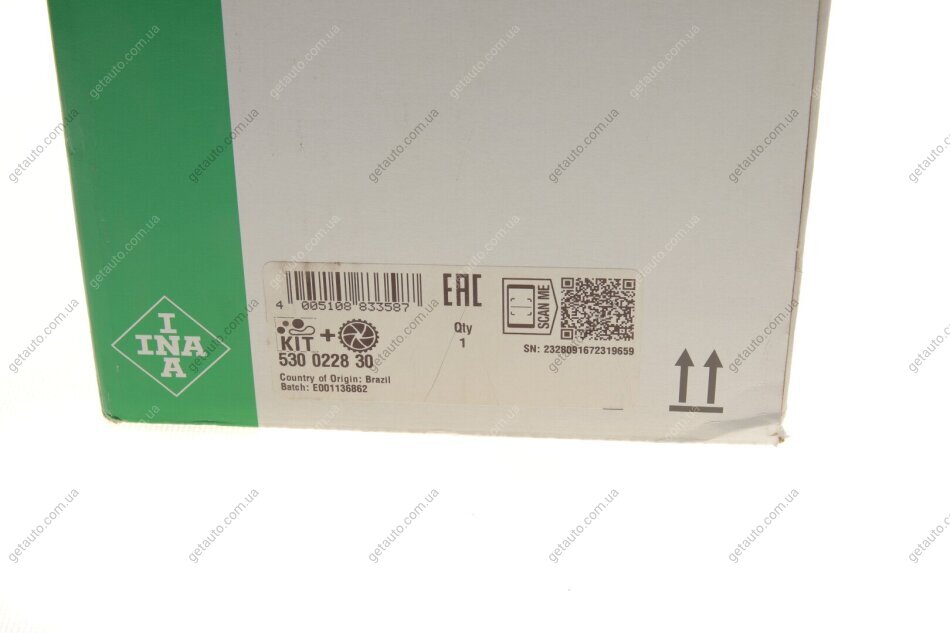 4 005108 833587
EAC
Qty
1
SCAN ME
SN: 2328091672319659
KIT +
530 0228 30
Country of Origin: Brazil
Batch: E001136862
I
INA
A
getauto.com.ua